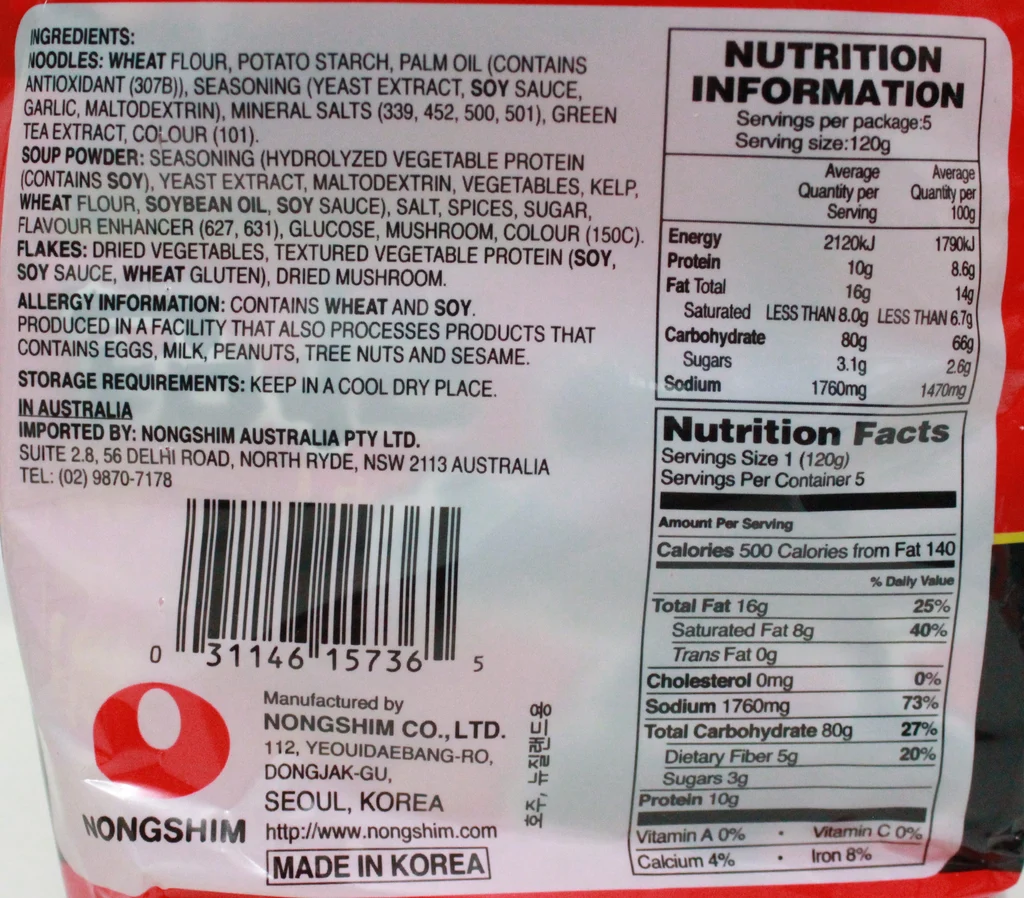 INGREDIENTS:
NOODLES: WHEAT FLOUR, POTATO STARCH, PALM OIL (CONTAINS
ANTIOXIDANT (307B)), SEASONING (YEAST EXTRACT, SOY SAUCE,
GARLIC, MALTODEXTRIN), MINERAL SALTS (339, 452, 500, 501), GREEN
TEA EXTRACT, COLOUR (101).
SOUP POWDER: SEASONING (HYDROLYZED VEGETABLE PROTEIN
(CONTAINS SOY), YEAST EXTRACT, MALTODEXTRIN, VEGETABLES, KELP,
WHEAT FLOUR, SOYBEAN OIL, SOY SAUCE), SALT, SPICES, SUGAR,
FLAVOUR ENHANCER (627, 631), GLUCOSE, MUSHROOM, COLOUR (150C).
FLAKES: DRIED VEGETABLES, TEXTURED VEGETABLE PROTEIN (SOY,
SOY SAUCE, WHEAT GLUTEN), DRIED MUSHROOM.
ALLERGY INFORMATION: CONTAINS WHEAT AND SOY.
PRODUCED IN A FACILITY THAT ALSO PROCESSES PRODUCTS THAT
CONTAINS EGGS, MILK, PEANUTS, TREE NUTS AND SESAME.
STORAGE REQUIREMENTS: KEEP IN A COOL DRY PLACE.
IN AUSTRALIA
IMPORTED BY: NONGSHIM AUSTRALIA PTY LTD.
SUITE 2.8, 56 DELHI ROAD, NORTH RYDE, NSW 2113 AUSTRALIA
TEL: (02) 9870-7178
0 31146 15736 5
NONGSHIM
Manufactured by
NONGSHIM CO., LTD.
112, YEOUIDAEBANG-RO,
DONGJAK-GU,
SEOUL, KOREA
http://www.nongshim.com
MADE IN KOREA
호주, 뉴질랜드용
NUTRITION
INFORMATION
Servings per package:5
Serving size:120g
Average Average
Quantity per Quantity per
Serving 100g
Energy 2120kJ 1790kJ
Protein 10g 8.6g
Fat Total 16g 14g
Saturated LESS THAN 8.0g LESS THAN 6.7g
Carbohydrate 80g 66g
Sugars 3.1g 2.6g
Sodium 1760mg 1470mg
Nutrition Facts
Servings Size 1 (120g)
Servings Per Container 5
Amount Per Serving
Calories 500 Calories from Fat 140
% Daily Value
Total Fat 16g 25%
Saturated Fat 8g 40%
Trans Fat 0g
Cholesterol 0mg 0%
Sodium 1760mg 73%
Total Carbohydrate 80g 27%
Dietary Fiber 5g 20%
Sugars 3g
Protein 10g
Vitamin A 0% • Vitamin C 0%
Calcium 4% • Iron 8%